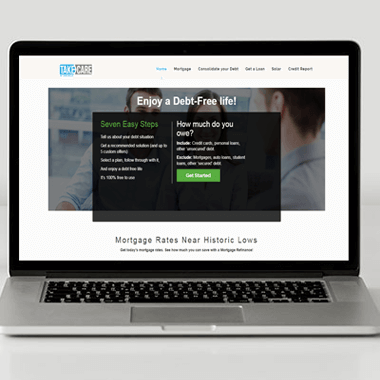 TAKE CARE
Home Mortgage Consolidate your Debt Get a Loan Solar Credit Report
Enjoy a Debt-Free life!
Seven Easy Steps
Tell us about your debt situation
Get a recommended solution (and up to
5 custom offers)
Select a plan, follow through with it,
And enjoy a debt free life
It's 100% free to use
How much do you
owe?
Include: Credit cards, personal loans,
other 'unsecured' debt.
Exclude: Mortgages, auto loans, student
loans, other 'secured' debt.
Get Started
Mortgage Rates Near Historic Lows
Get today's mortgage rates. See how much you can save with a Mortgage Refinance!